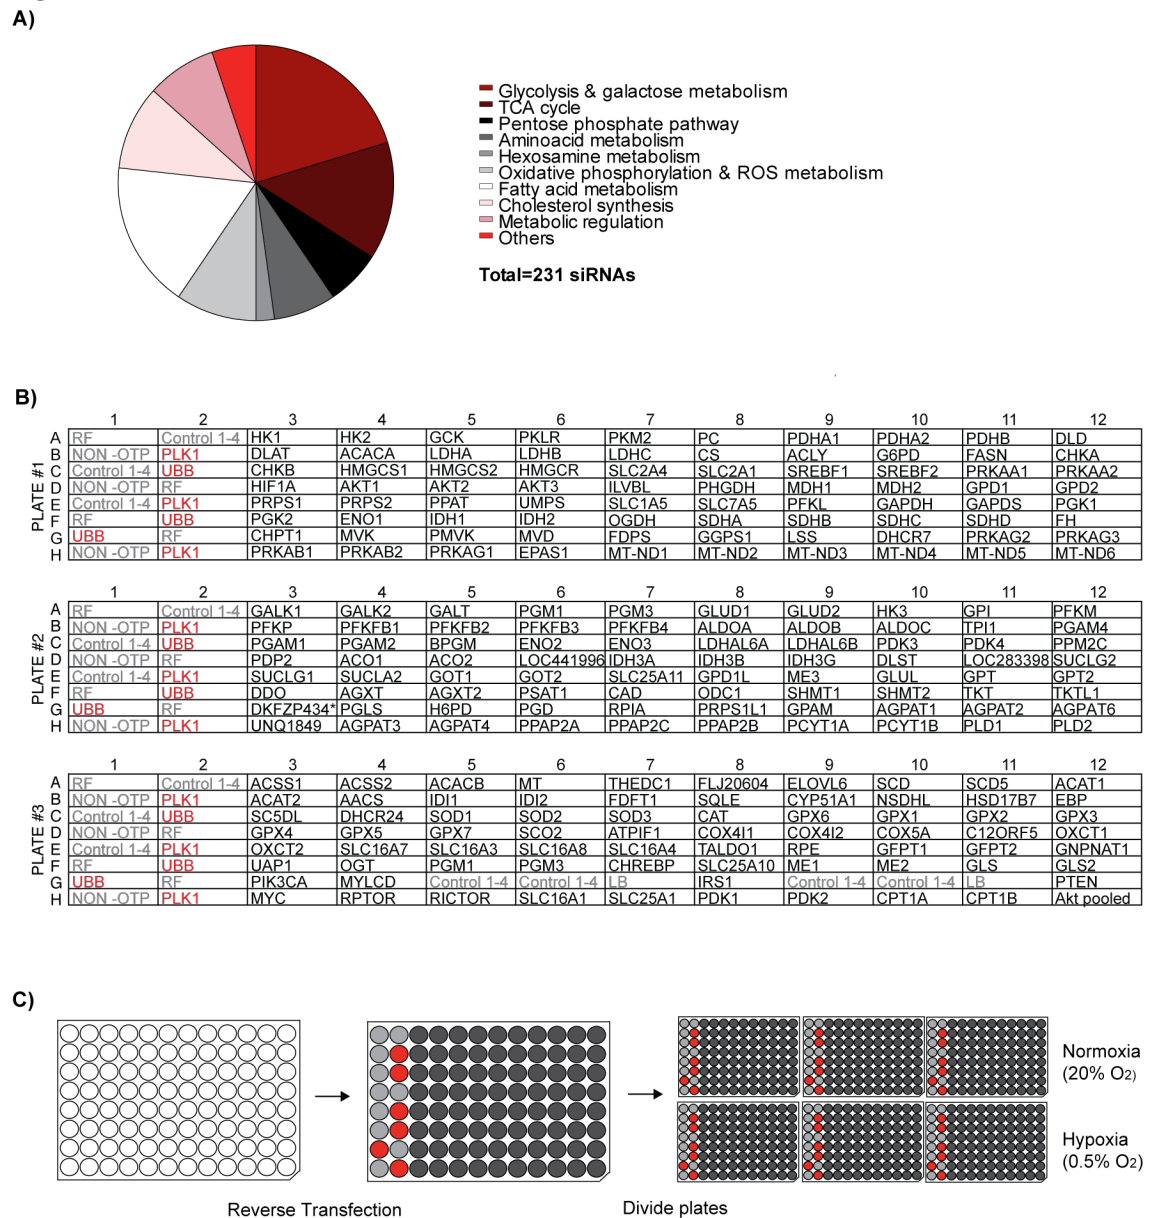 A)
Glycolysis & galactose metabolism
TCA cycle
Pentose phosphate pathway
Aminoacid metabolism
Hexosamine metabolism
Oxidative phosphorylation & ROS metabolism
Fatty acid metabolism
Cholesterol synthesis
Metabolic regulation
Others
Total=231 siRNAs
B)
1 2 3 4 5 6 7 8 9 10 11 12
PLATE #1
A RF Control 1-4 HK1 HK2 GCK PKLR PKM2 PC PDHA1 PDHA2 PDHB DLD
B NON -OTP PLK1 DLAT ACACA LDHA LDHB LDHC CS ACLY G6PD FASN CHKA
C Control 1-4 UBB CHKB HMGCS1 HMGCS2 HMGCR SLC2A4 SLC2A1 SREBF1 SREBF2 PRKAA1 PRKAA2
D NON -OTP RF HIF1A AKT1 AKT2 AKT3 ILVBL PHGDH MDH1 MDH2 GPD1 GPD2
E Control 1-4 PLK1 PRPS1 PRPS2 PPAT UMPS SLC1A5 SLC7A5 PFKL GAPDH GAPDS PGK1
F RF UBB PGK2 ENO1 IDH1 IDH2 OGDH SDHA SDHB SDHC SDHD FH
G UBB RF CHPT1 MVK PMVK MVD FDPS GGPS1 LSS DHCR7 PRKAG2 PRKAG3
H NON -OTP PLK1 PRKAB1 PRKAB2 PRKAG1 EPAS1 MT-ND1 MT-ND2 MT-ND3 MT-ND4 MT-ND5 MT-ND6
1 2 3 4 5 6 7 8 9 10 11 12
PLATE #2
A RF Control 1-4 GALK1 GALK2 GALT PGM1 PGM3 GLUD1 GLUD2 HK3 GPI PFKM
B NON -OTP PLK1 PFKP PFKFB1 PFKFB2 PFKFB3 PFKFB4 ALDOA ALDOB ALDOC TPI1 PGAM4
C Control 1-4 UBB PGAM1 PGAM2 BPGM ENO2 ENO3 LDHAL6A LDHAL6B PDK3 PDK4 PPM2C
D NON -OTP RF PDP2 ACO1 ACO2 LOC441996 IDH3A IDH3B IDH3G DLST LOC283398 SUCLG2
E Control 1-4 PLK1 SUCLG1 SUCLA2 GOT1 GOT2 SLC25A11 GPD1L ME3 GLUL GPT GPT2
F RF UBB DDO AGXT AGXT2 PSAT1 CAD ODC1 SHMT1 SHMT2 TKT TKTL1
G UBB RF DKFZP434* PGLS H6PD PGD RPIA PRPS1L1 GPAM AGPAT1 AGPAT2 AGPAT6
H NON -OTP PLK1 UNQ1849 AGPAT3 AGPAT4 PPAP2A PPAP2C PPAP2B PCYT1A PCYT1B PLD1 PLD2
1 2 3 4 5 6 7 8 9 10 11 12
PLATE #3
A RF Control 1-4 ACSS1 ACSS2 ACACB MT THEDC1 FLJ20604 ELOVL6 SCD SCD5 ACAT1
B NON -OTP PLK1 ACAT2 AACS IDI1 IDI2 FDFT1 SQLE CYP51A1 NSDHL HSD17B7 EBP
C Control 1-4 UBB SC5DL DHCR24 SOD1 SOD2 SOD3 CAT GPX6 GPX1 GPX2 GPX3
D NON -OTP RF GPX4 GPX5 GPX7 SCO2 ATPIF1 COX4I1 COX4I2 COX5A C12ORF5 OXCT1
E Control 1-4 PLK1 OXCT2 SLC16A7 SLC16A3 SLC16A8 SLC16A4 TALDO1 RPE GFPT1 GFPT2 GNPNAT1
F RF UBB UAP1 OGT PGM1 PGM3 CHREBP SLC25A10 ME1 ME2 GLS GLS2
G UBB RF PIK3CA MYLCD Control 1-4 Control 1-4 LB IRS1 Control 1-4 Control 1-4 LB PTEN
H NON -OTP PLK1 MYC RPTOR RICTOR SLC16A1 SLC25A1 PDK1 PDK2 CPT1A CPT1B Akt pooled
C)
Normoxia
(20% O2)
Hypoxia
(0.5% O2)
Reverse Transfection
Divide plates